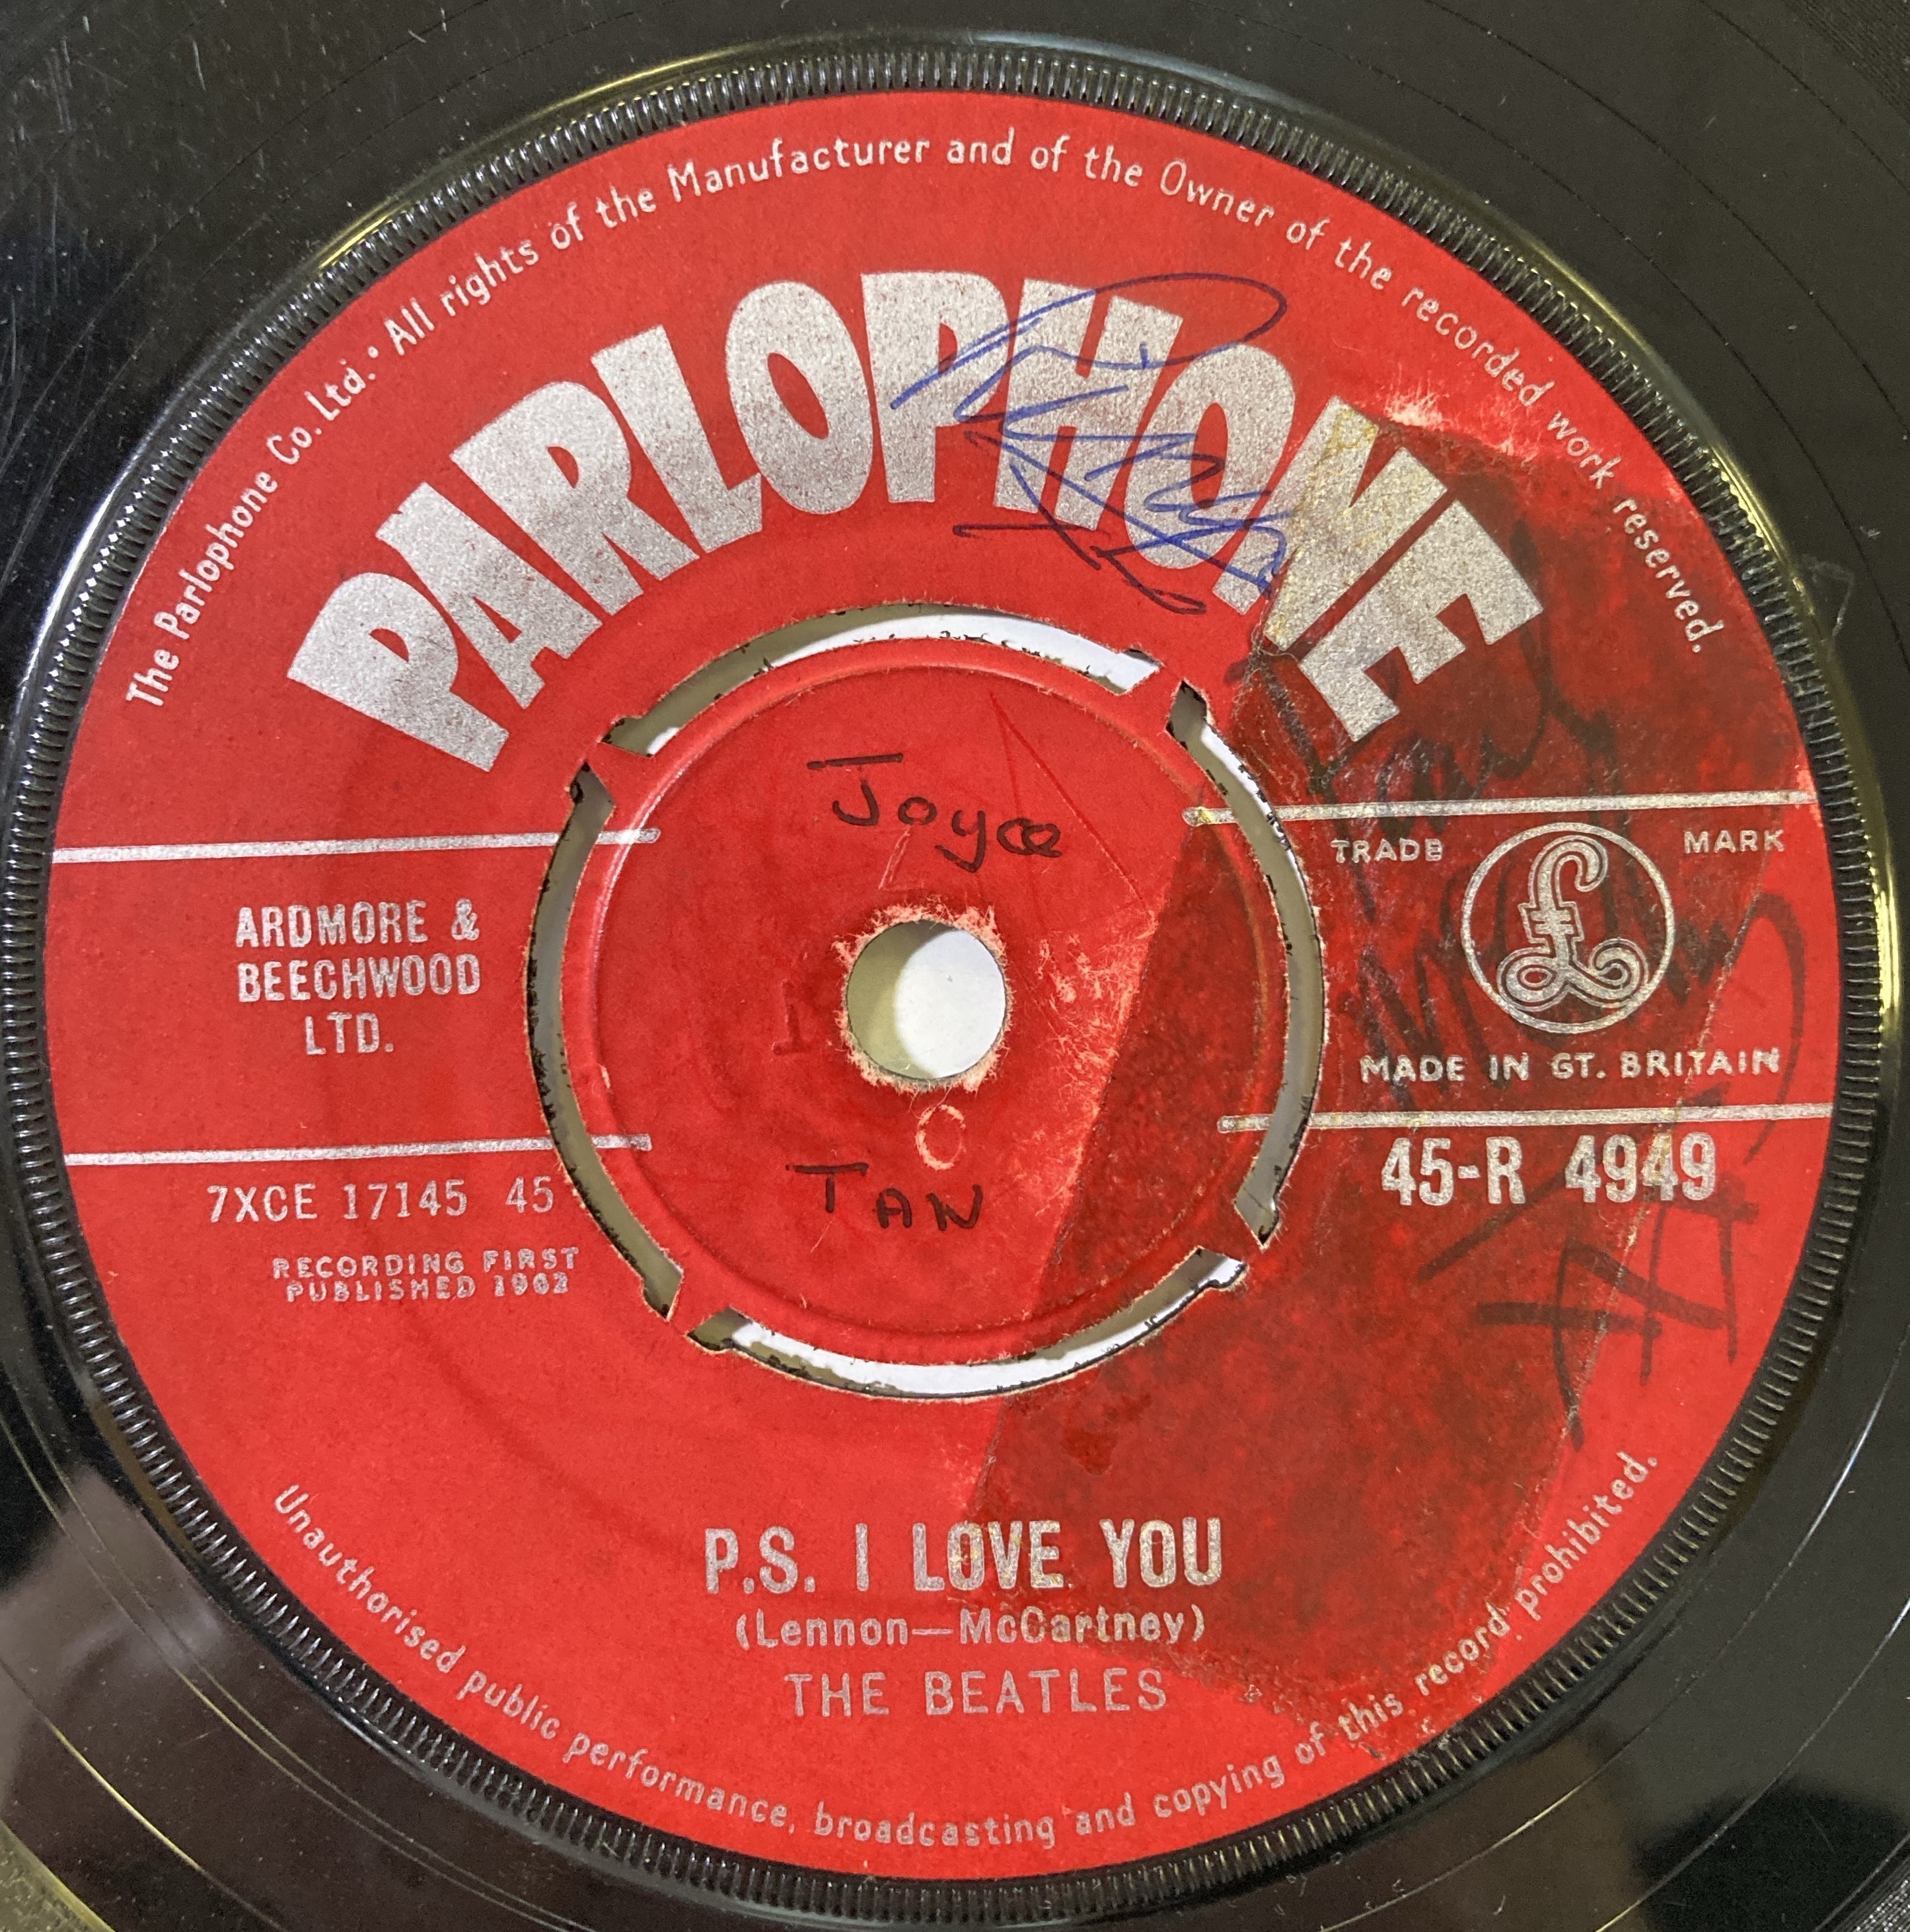 The Parlophone Co. Ltd. • All rights of the Manufacturer and of the Owner of the recorded work reserved.
PARLOPHONE
Joyce
TRADE MARK
£
ARDMORE &
BEECHWOOD
LTD.
MADE IN GT. BRITAIN
TAN
45-R 4949
7XCE 17145 45
RECORDING FIRST
PUBLISHED 1962
P.S. I LOVE YOU
(Lennon—McCartney)
THE BEATLES
Unauthorised public performance, broadcasting and copying of this record prohibited.